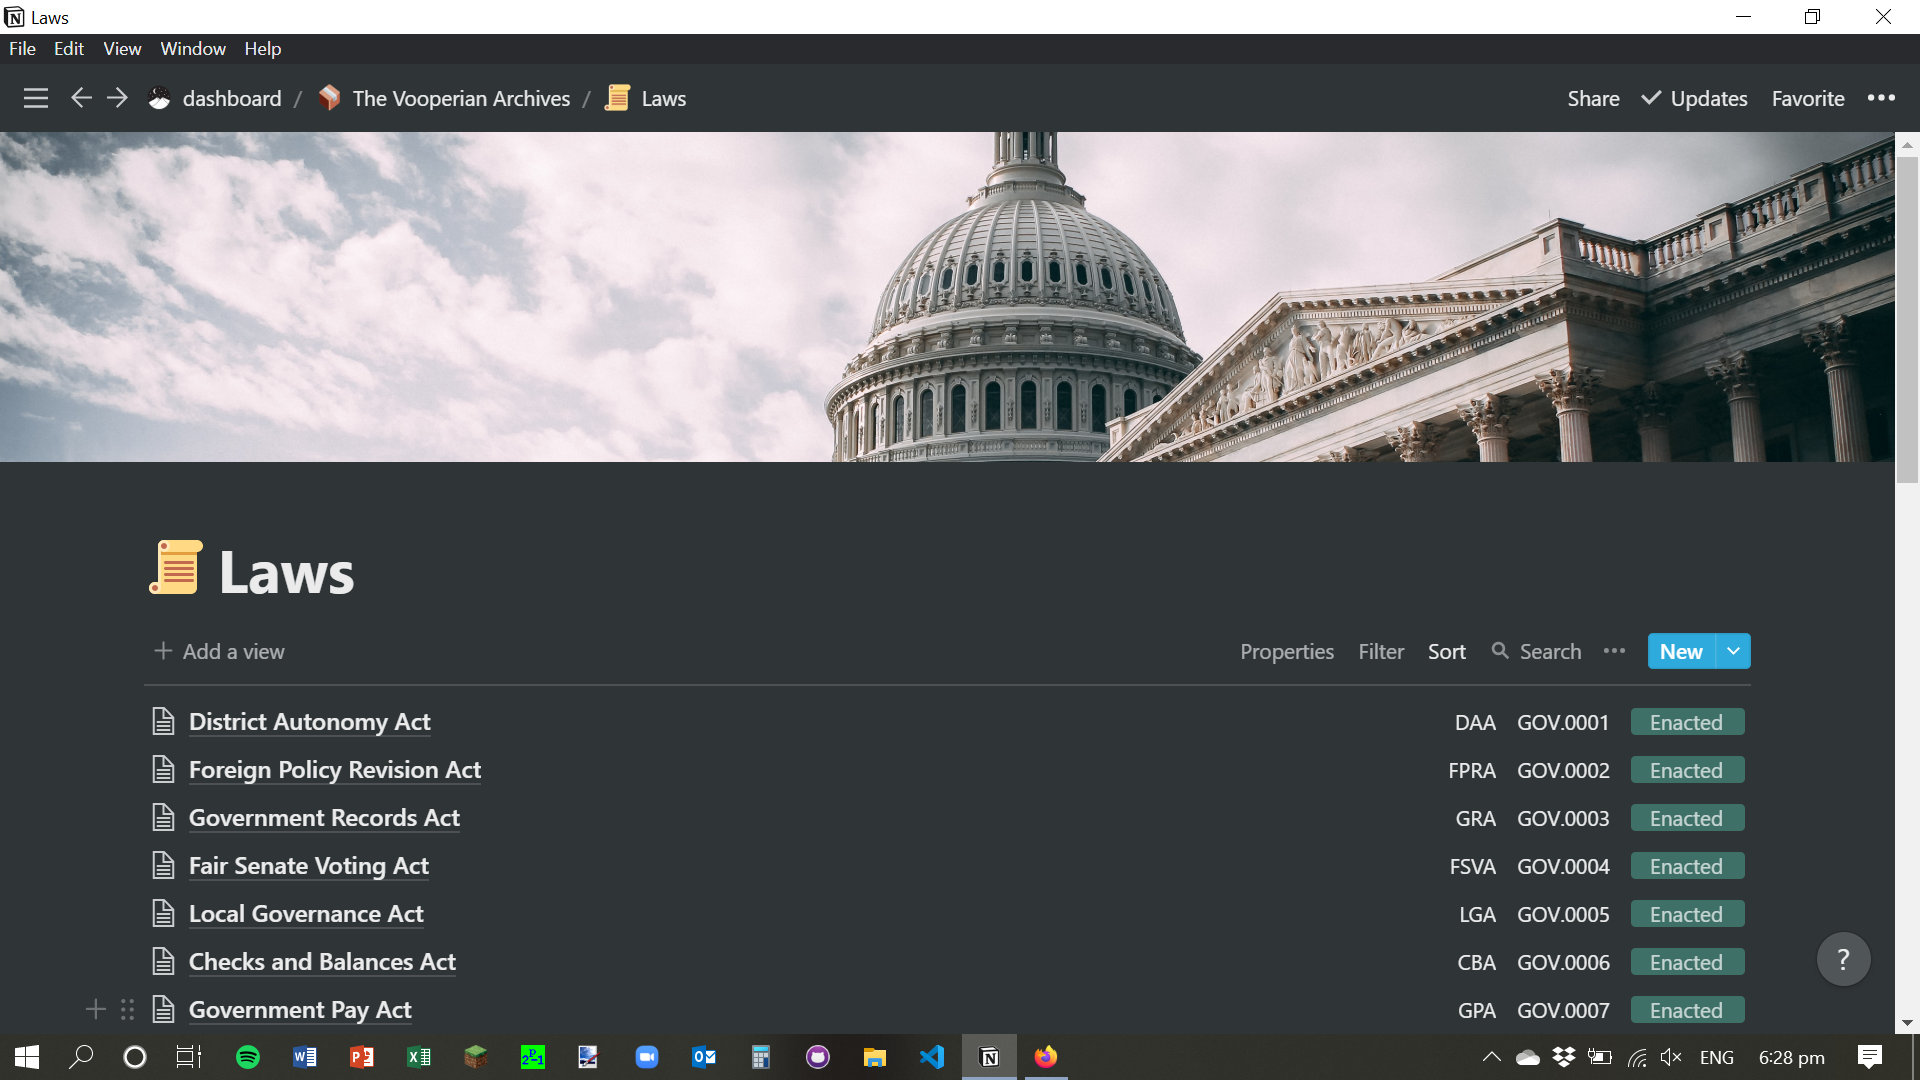 Laws
File Edit View Window Help
dashboard / The Vooperian Archives / Laws Share Updates Favorite
Laws
Add a view Properties Filter Sort Search New
District Autonomy Act DAA GOV.0001 Enacted
Foreign Policy Revision Act FPRA GOV.0002 Enacted
Government Records Act GRA GOV.0003 Enacted
Fair Senate Voting Act FSVA GOV.0004 Enacted
Local Governance Act LGA GOV.0005 Enacted
Checks and Balances Act CBA GOV.0006 Enacted
?
Government Pay Act GPA GOV.0007 Enacted
ENG 6:28 pm